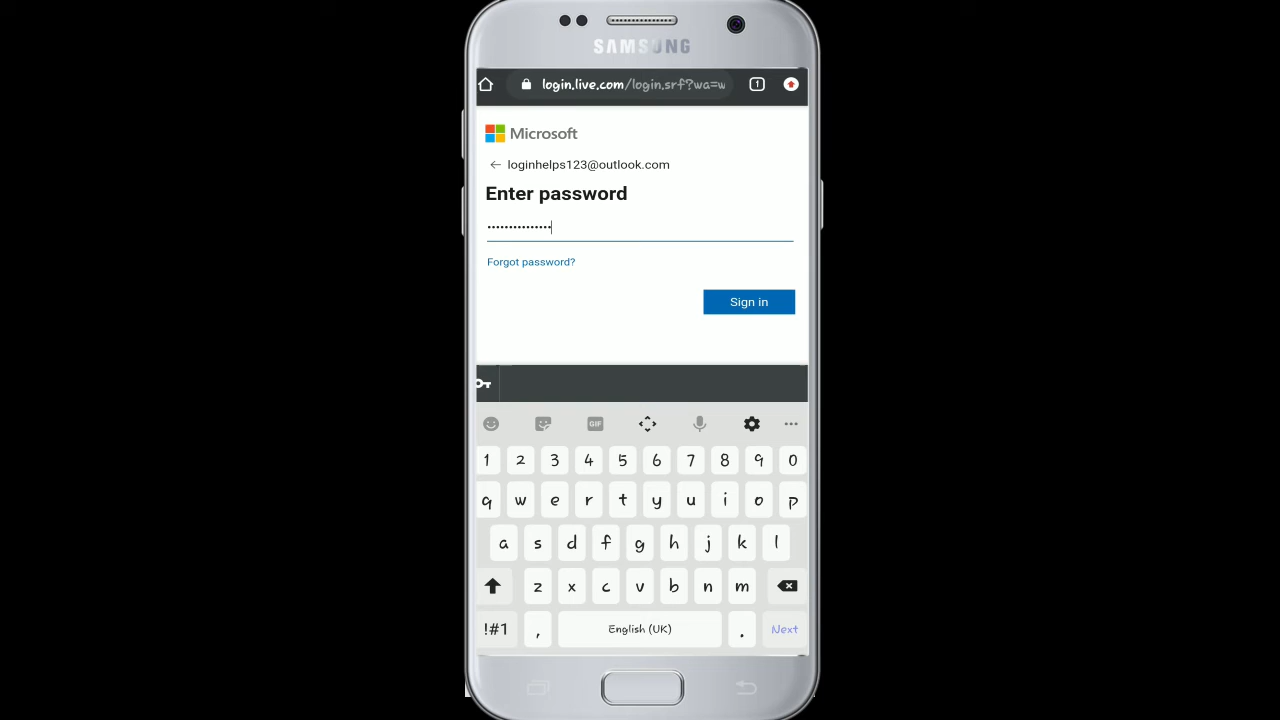 SAMSUNG
login.live.com/login.srf?wa=w
1
Microsoft
← loginhelps123@outlook.com
Enter password
•••••••••••••••
Forgot password?
Sign in
GIF
1 2 3 4 5 6 7 8 9 0
q w e r t y u i o p
a s d f g h j k l
z x c v b n m
!#1 , English (UK) . Next